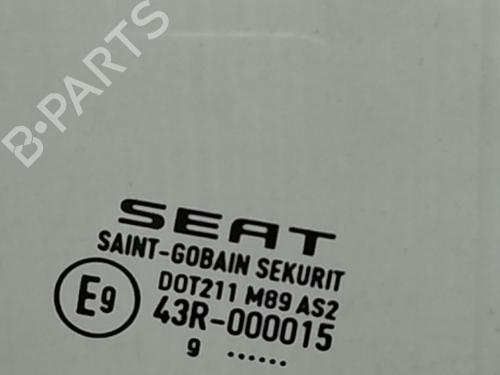 B-PARTS
SEAT
SAINT-GOBAIN SEKURIT
DOT211 M89 AS2
E9 43R-000015
9 ......